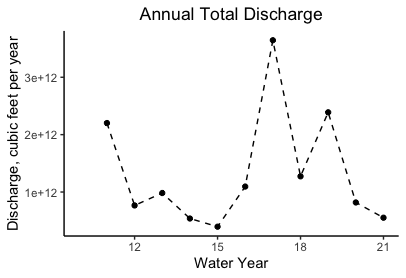 Annual Total Discharge
Discharge, cubic feet per year
3e+12
2e+12
1e+12
12
15
18
21
Water Year